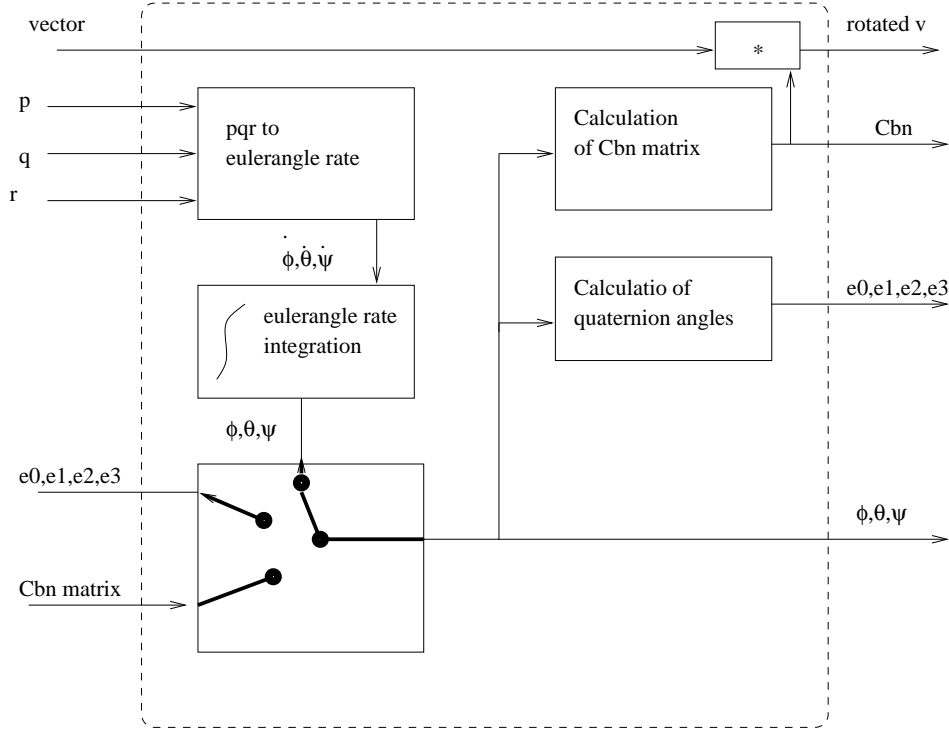 vector
rotated v
*
p
q
r
pqr to
eulerangle rate
Calculation
of Cbn matrix
Cbn
φ̇,θ̇,ψ̇
eulerangle rate
integration
Calculatio of
quaternion angles
e0,e1,e2,e3
φ,θ,ψ
e0,e1,e2,e3
φ,θ,ψ
Cbn matrix